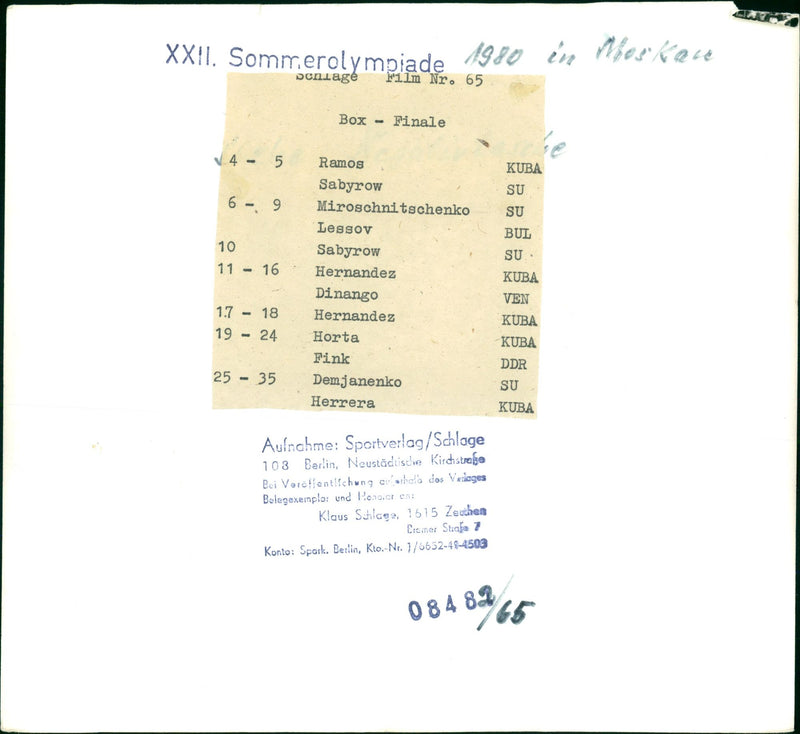 XXII. Sommerolympiade 1980 in Moskau
Schlage Film Nr. 65
Box - Finale
4 - 5 Ramos KUBA
Sabyrow SU
6 - 9 Miroschnitschenko SU
Lessov BUL
10 Sabyrow SU
11 - 16 Hernandez KUBA
Dinango VEN
17 - 18 Hernandez KUBA
19 - 24 Horta KUBA
Fink DDR
25 - 35 Demjanenko SU
Herrera KUBA
Aufnahme: Sportverlag/Schlage
108 Berlin, Neustädtische Kirchstraße
Bei Veröffentlichung außerhalb des Verlages
Belegexemplar und Honorar an:
Klaus Schlage, 1615 Zeuthen
Straße 7
Konto: Spark. Berlin, Kto.-Nr. 1/6652-49-4503
08482/65